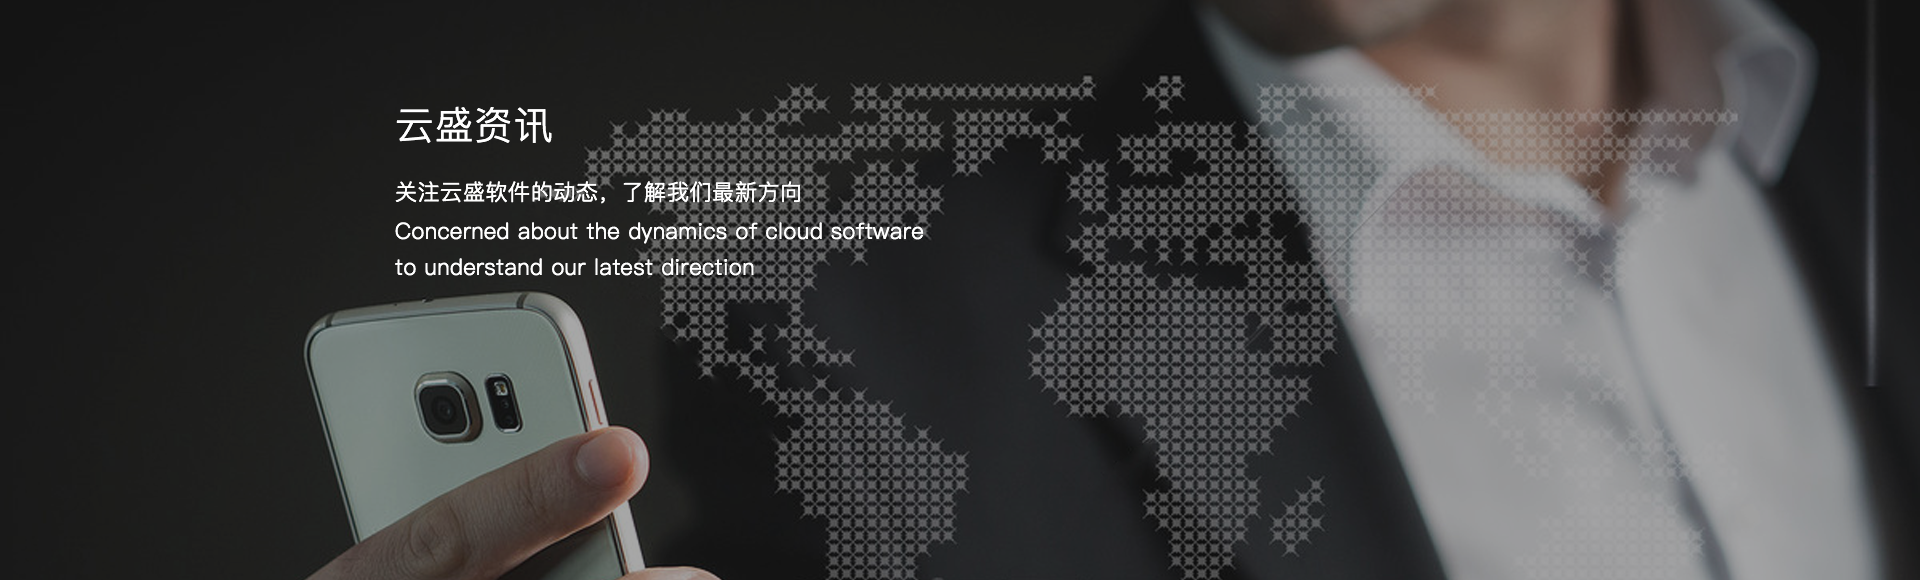 云盛资讯
关注云盛软件的动态，了解我们最新方向
Concerned about the dynamics of cloud software
to understand our latest direction